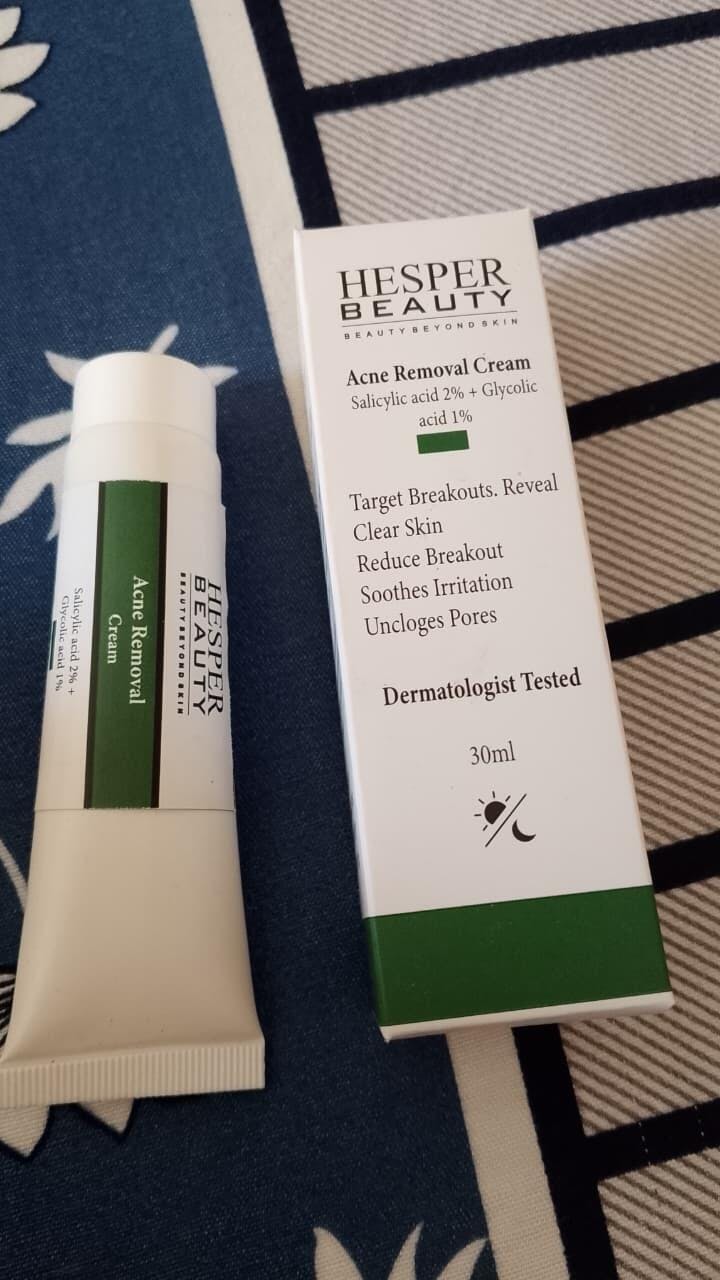 HESPER
BEAUTY
BEAUTY BEYOND SKIN
Acne Removal Cream
Salicylic acid 2% + Glycolic
acid 1%
Target Breakouts. Reveal
Clear Skin
Reduce Breakout
Soothes Irritation
Uncloges Pores
Dermatologist Tested
30ml
HESPER
BEAUTY
BEAUTY BEYOND SKIN
Acne Removal
Cream
Salicylic acid 2% +
Glycolic acid 1%